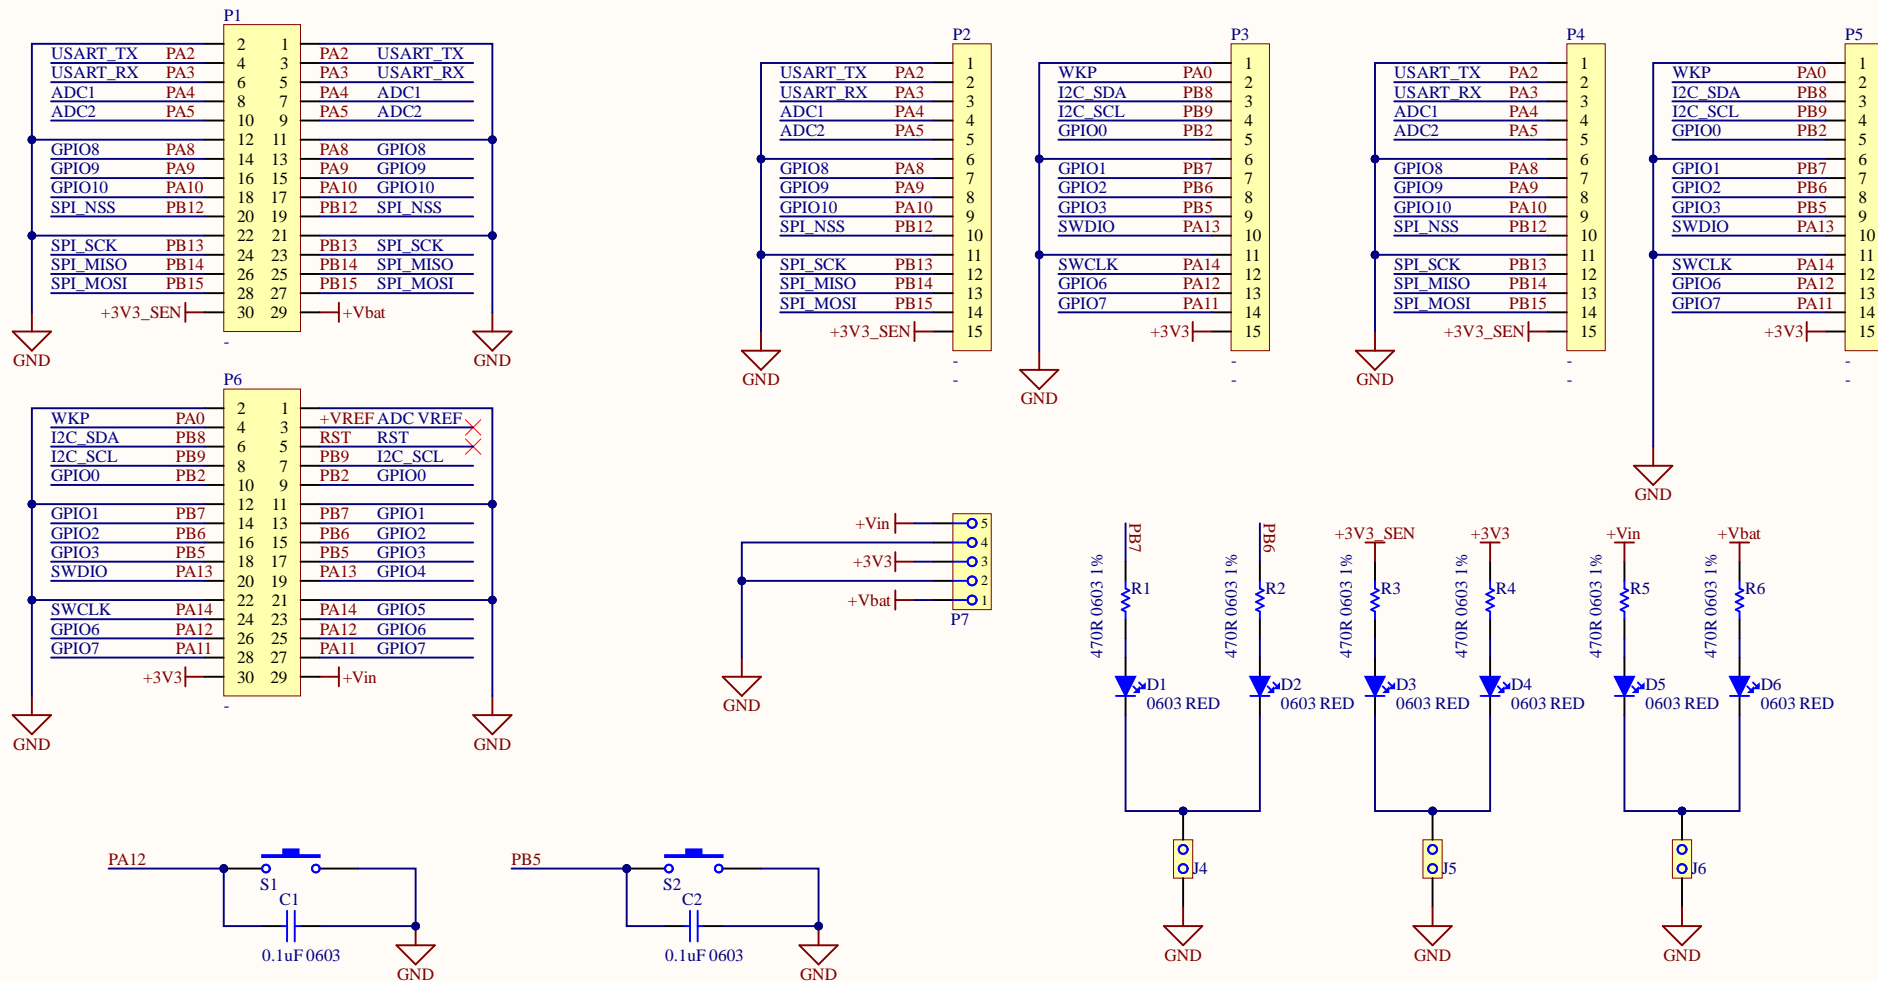 P1
2 1
USART_TX PA2 4 3 PA2 USART_TX
USART_RX PA3 6 5 PA3 USART_RX
ADC1 PA4 8 7 PA4 ADC1
ADC2 PA5 10 9 PA5 ADC2
12 11
GPIO8 PA8 14 13 PA8 GPIO8
GPIO9 PA9 16 15 PA9 GPIO9
GPIO10 PA10 18 17 PA10 GPIO10
SPI_NSS PB12 20 19 PB12 SPI_NSS
22 21
SPI_SCK PB13 24 23 PB13 SPI_SCK
SPI_MISO PB14 26 25 PB14 SPI_MISO
SPI_MOSI PB15 28 27 PB15 SPI_MOSI
+3V3_SEN 30 29 +Vbat
-
GND GND
P2
1
USART_TX PA2 2
USART_RX PA3 3
ADC1 PA4 4
ADC2 PA5 5
6
GPIO8 PA8 7
GPIO9 PA9 8
GPIO10 PA10 9
SPI_NSS PB12 10
11
SPI_SCK PB13 12
SPI_MISO PB14 13
SPI_MOSI PB15 14
+3V3_SEN 15
-
-
GND
P3
1
WKP PA0 2
I2C_SDA PB8 3
I2C_SCL PB9 4
GPIO0 PB2 5
6
GPIO1 PB7 7
GPIO2 PB6 8
GPIO3 PB5 9
SWDIO PA13 10
11
SWCLK PA14 12
GPIO6 PA12 13
GPIO7 PA11 14
+3V3 15
-
-
GND
P4
1
USART_TX PA2 2
USART_RX PA3 3
ADC1 PA4 4
ADC2 PA5 5
6
GPIO8 PA8 7
GPIO9 PA9 8
GPIO10 PA10 9
SPI_NSS PB12 10
11
SPI_SCK PB13 12
SPI_MISO PB14 13
SPI_MOSI PB15 14
+3V3_SEN 15
-
-
GND
P5
1
WKP PA0 2
I2C_SDA PB8 3
I2C_SCL PB9 4
GPIO0 PB2 5
6
GPIO1 PB7 7
GPIO2 PB6 8
GPIO3 PB5 9
SWDIO PA13 10
11
SWCLK PA14 12
GPIO6 PA12 13
GPIO7 PA11 14
+3V3 15
-
-
GND
P6
2 1
WKP PA0 4 3 +VREF ADC VREF
I2C_SDA PB8 6 5 RST RST
I2C_SCL PB9 8 7 PB9 I2C_SCL
GPIO0 PB2 10 9 PB2 GPIO0
12 11
GPIO1 PB7 14 13 PB7 GPIO1
GPIO2 PB6 16 15 PB6 GPIO2
GPIO3 PB5 18 17 PB5 GPIO3
SWDIO PA13 20 19 PA13 GPIO4
22 21
SWCLK PA14 24 23 PA14 GPIO5
GPIO6 PA12 26 25 PA12 GPIO6
GPIO7 PA11 28 27 PA11 GPIO7
+3V3 30 29 +Vin
-
GND GND
+Vin 5
4
+3V3 3
2
+Vbat 1
P7
GND
PB7
R1
470R 0603 1%
D1
0603 RED
PB6
R2
470R 0603 1%
D2
0603 RED
J4
GND
+3V3_SEN
R3
470R 0603 1%
D3
0603 RED
+3V3
R4
470R 0603 1%
D4
0603 RED
J5
GND
+Vin
R5
470R 0603 1%
D5
0603 RED
+Vbat
R6
470R 0603 1%
D6
0603 RED
J6
GND
PA12
S1
C1
0.1uF 0603
GND
PB5
S2
C2
0.1uF 0603
GND